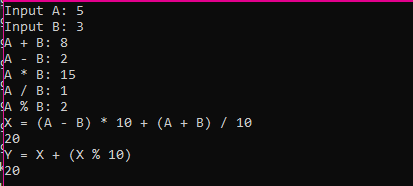 Input A: 5
Input B: 3
A + B: 8
A - B: 2
A * B: 15
A / B: 1
A % B: 2
X = (A - B) * 10 + (A + B) / 10
20
Y = X + (X % 10)
20